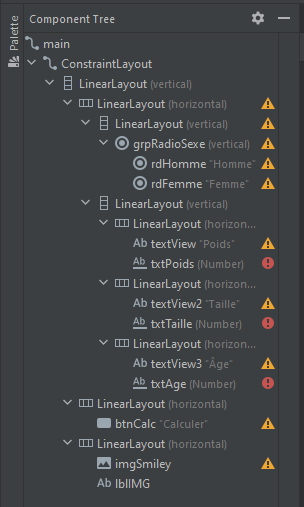 Palette
Component Tree
main
ConstraintLayout
LinearLayout (vertical)
LinearLayout (horizontal)
LinearLayout (vertical)
grpRadioSexe (vertical)
rdHomme "Homme"
rdFemme "Femme"
LinearLayout (vertical)
LinearLayout (horizon...
Ab textView "Poids"
Ab txtPoids (Number)
LinearLayout (horizon...
Ab textView2 "Taille"
Ab txtTaille (Number)
LinearLayout (horizon...
Ab textView3 "Âge"
Ab txtAge (Number)
LinearLayout (horizontal)
btnCalc "Calculer"
LinearLayout (horizontal)
imgSmiley
Ab lblIMG